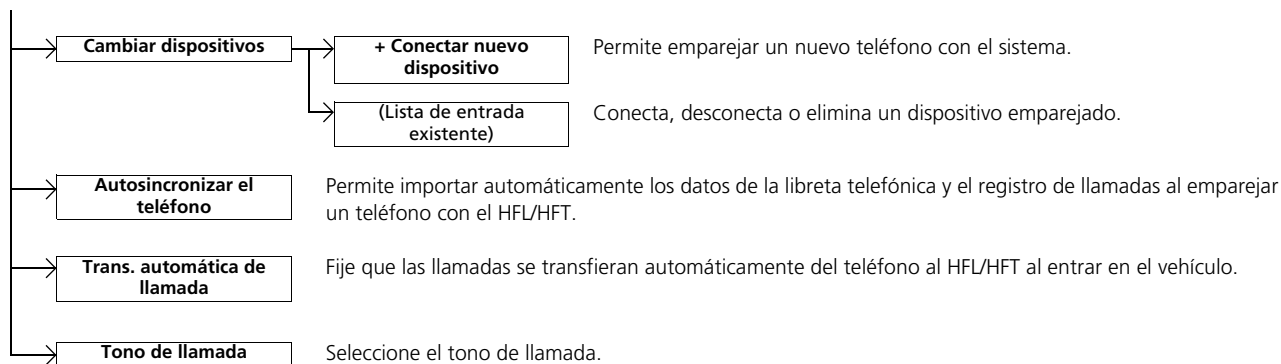 Cambiar dispositivos
+ Conectar nuevo
dispositivo
Permite emparejar un nuevo teléfono con el sistema.
(Lista de entrada
existente)
Conecta, desconecta o elimina un dispositivo emparejado.
Autosincronizar el
teléfono
Permite importar automáticamente los datos de la libreta telefónica y el registro de llamadas al emparejar
un teléfono con el HFL/HFT.
Trans. automática de
llamada
Fije que las llamadas se transfieran automáticamente del teléfono al HFL/HFT al entrar en el vehículo.
Tono de llamada
Seleccione el tono de llamada.